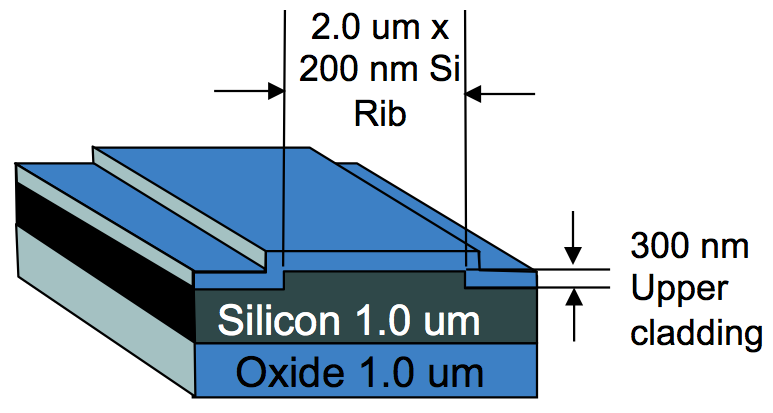 2.0 um x
200 nm Si
Rib
300 nm
Upper
cladding
Silicon 1.0 um
Oxide 1.0 um